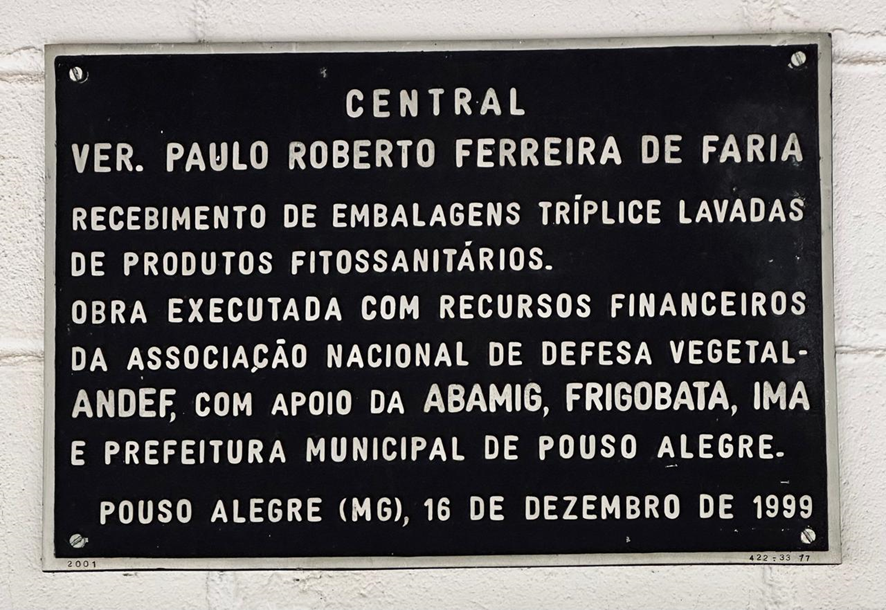 CENTRAL
VER. PAULO ROBERTO FERREIRA DE FARIA
RECEBIMENTO DE EMBALAGENS TRÍPLICE LAVADAS
DE PRODUTOS FITOSSANITÁRIOS.
OBRA EXECUTADA COM RECURSOS FINANCEIROS
DA ASSOCIAÇÃO NACIONAL DE DEFESA VEGETAL-
ANDEF, COM APOIO DA ABAMIG, FRIGOBATA, IMA
E PREFEITURA MUNICIPAL DE POUSO ALEGRE.
POUSO ALEGRE (MG), 16 DE DEZEMBRO DE 1999
2001